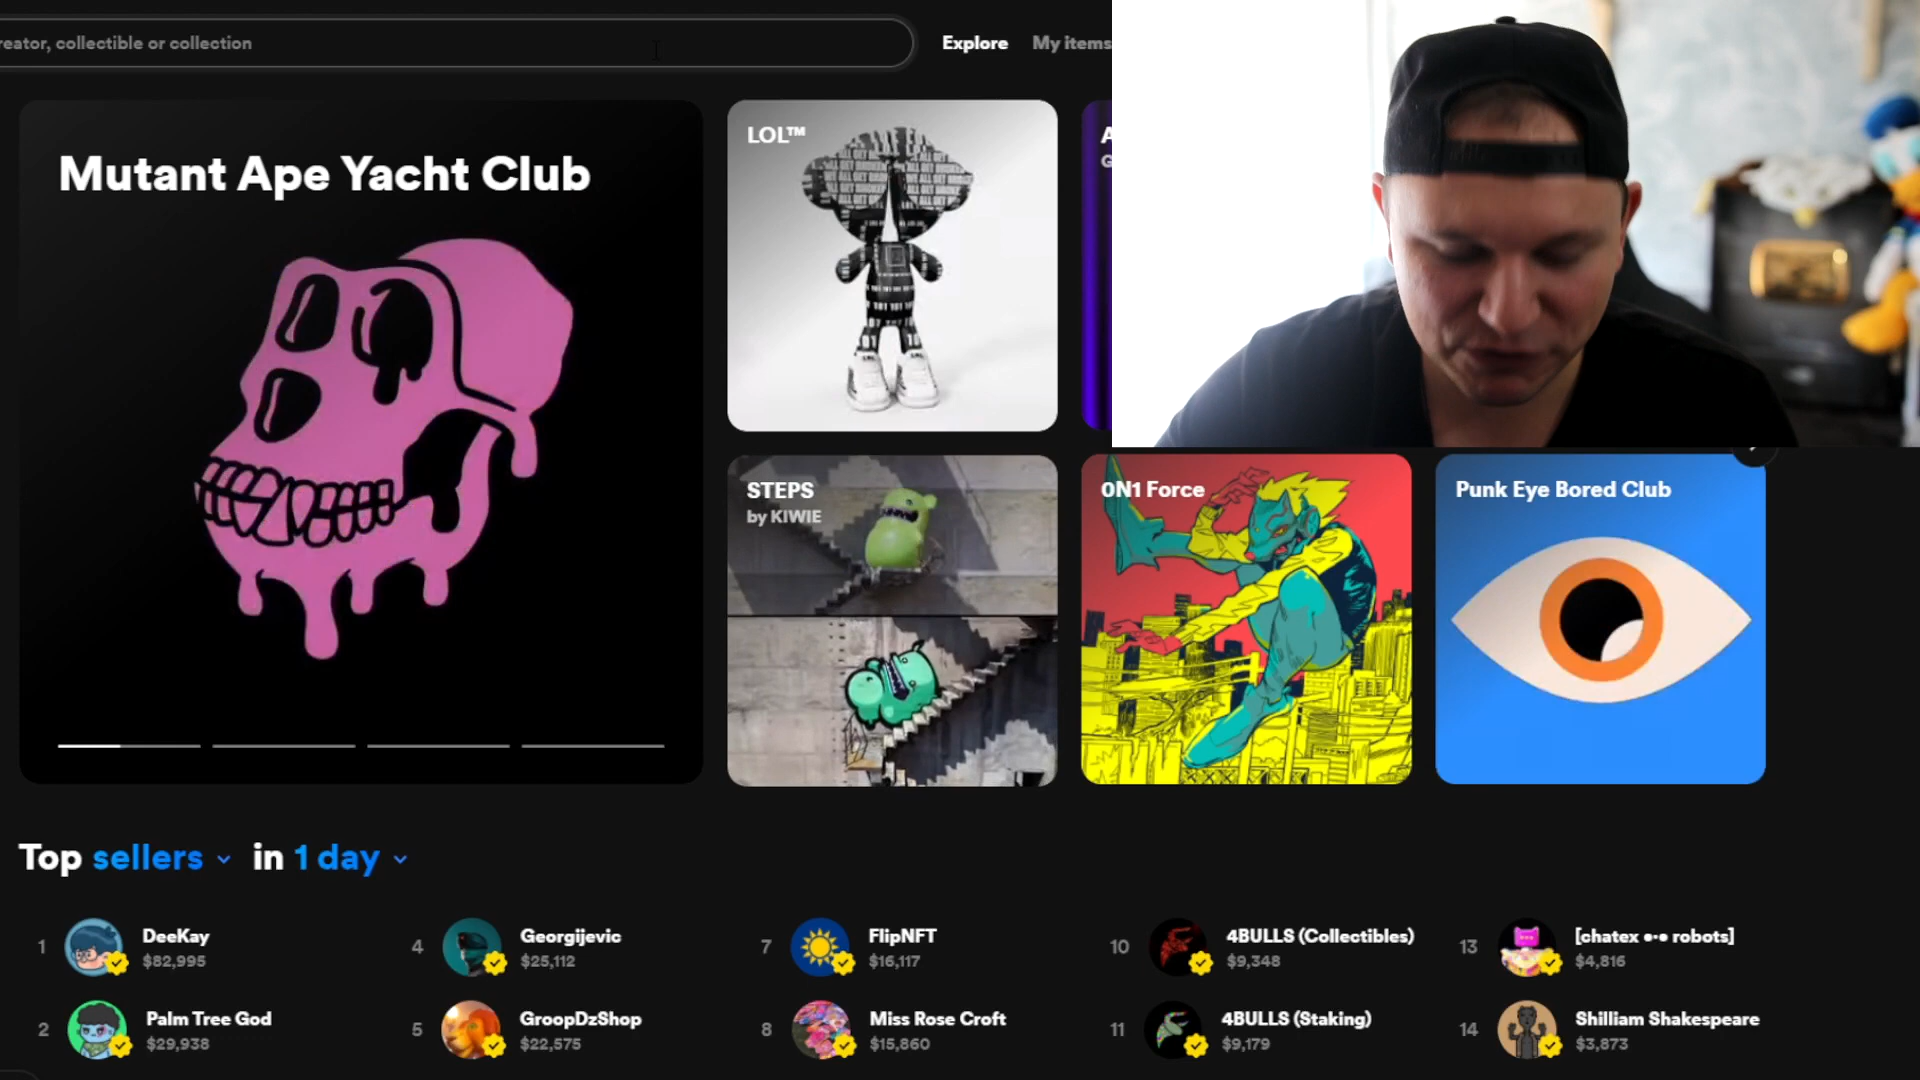 reator, collectible or collection
Explore
My items
Mutant Ape Yacht Club
LOL™
A
G
STEPS
by KIWIE
0N1 Force
Punk Eye Bored Club
Top sellers in 1 day
1 DeeKay
$82,995
4 Georgijevic
$25,112
7 FlipNFT
$16,117
10 4BULLS (Collectibles)
$9,348
13 [chatex •·• robots]
$4,816
2 Palm Tree God
$29,938
5 GroopDzShop
$22,575
8 Miss Rose Croft
$15,860
11 4BULLS (Staking)
$9,179
14 Shilliam Shakespeare
$3,873